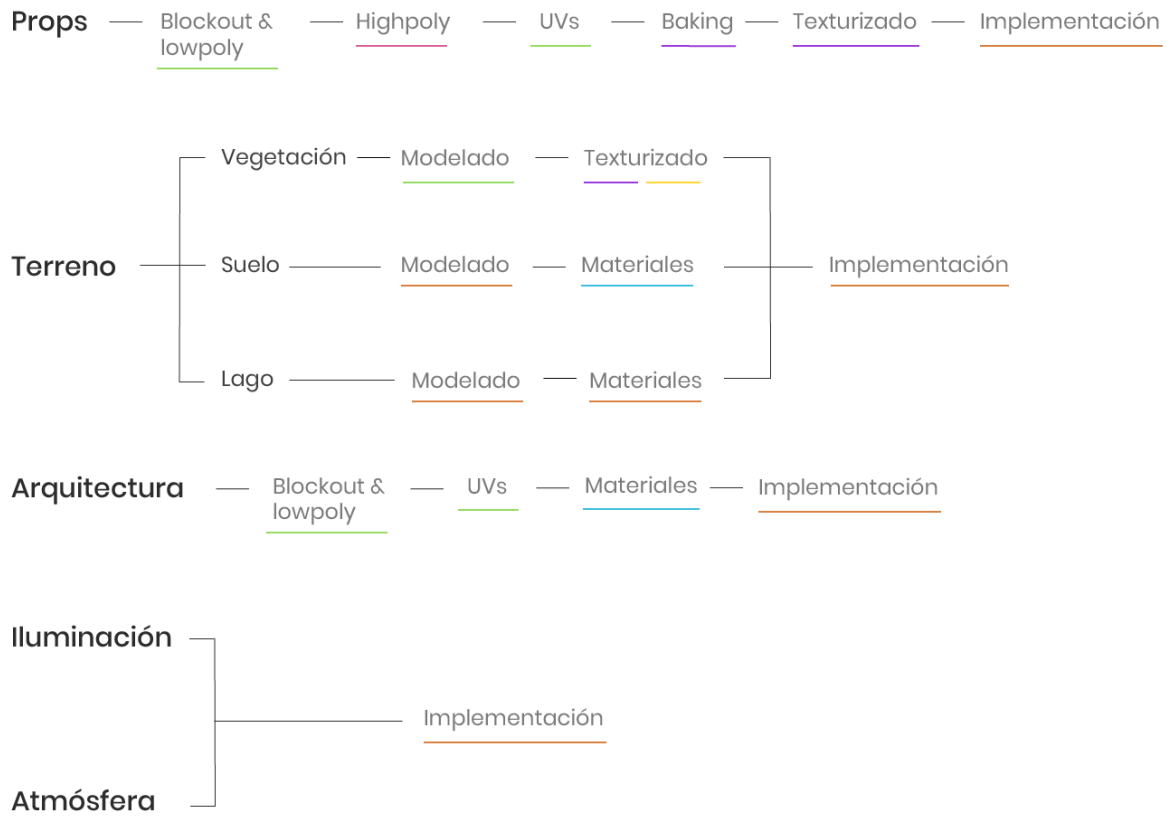 Props
Blockout &
lowpoly
Highpoly
UVs
Baking
Texturizado
Implementación
Terreno
Vegetación
Modelado
Texturizado
Suelo
Modelado
Materiales
Lago
Modelado
Materiales
Implementación
Arquitectura
Blockout &
lowpoly
UVs
Materiales
Implementación
Iluminación
Atmósfera
Implementación